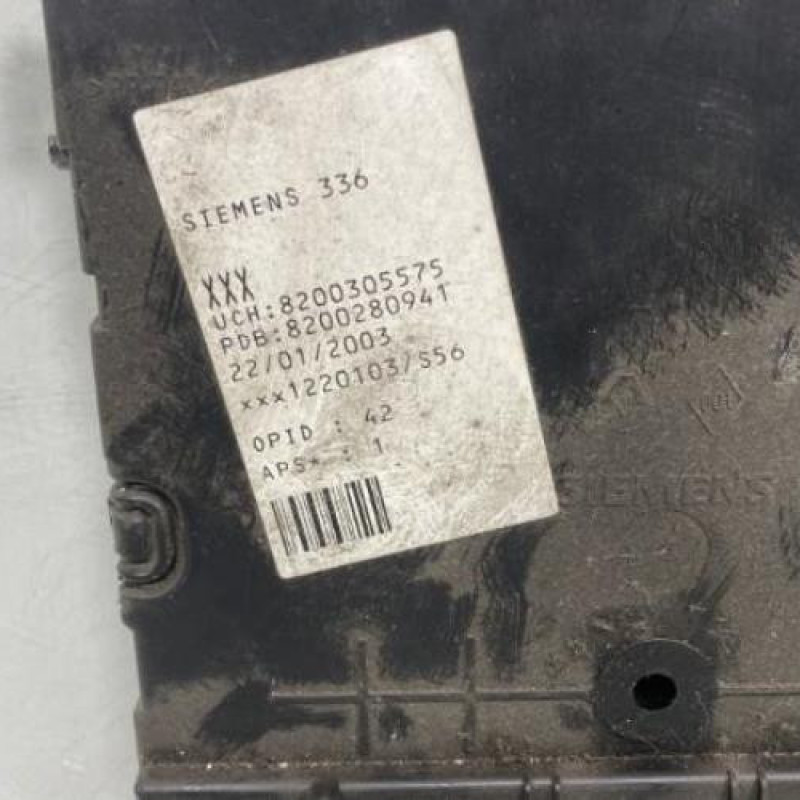 SIEMENS 336
XXX
UCH:8200305575
PDB:8200280941
22/01/2003
xxx1220103/S56
OPID : 42
APS* : 1
SIEMENS